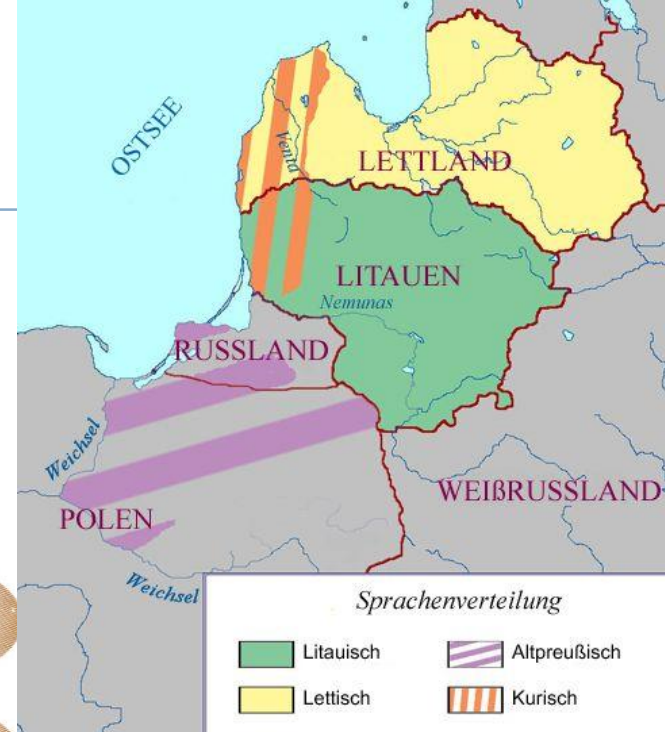 OSTSEE
Venta
LETTLAND
LITAUEN
Nemunas
RUSSLAND
Weichsel
WEIßRUSSLAND
POLEN
Weichsel
Sprachenverteilung
Litauisch
Altpreußisch
Lettisch
Kurisch